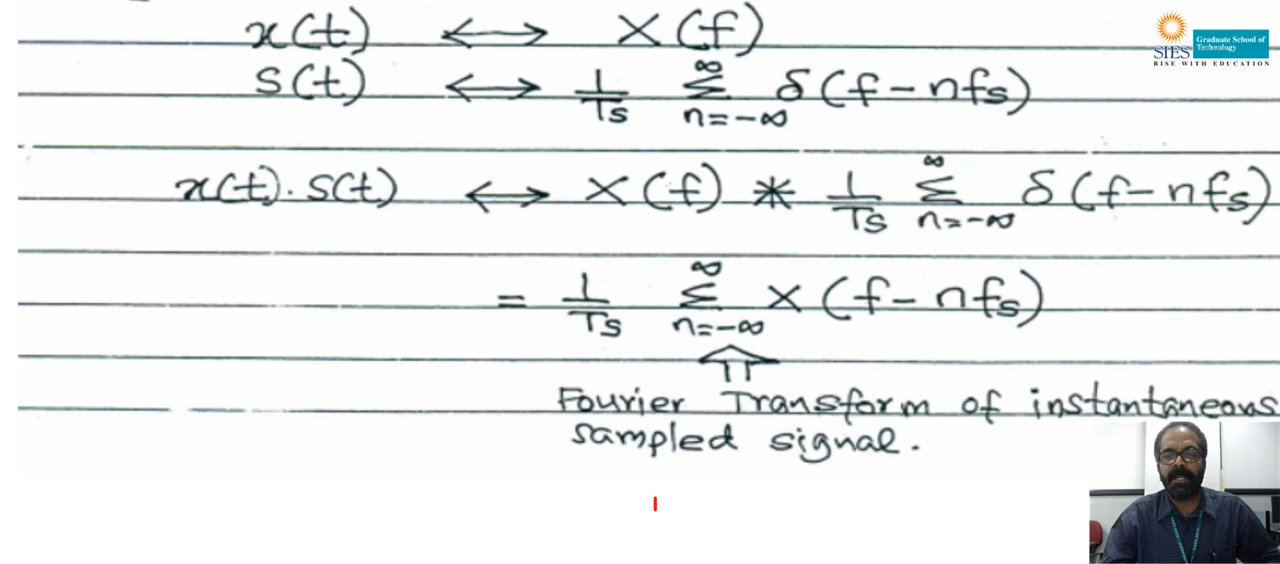 x(t) ⟷ X(f)
s(t) ⟷ 1/Ts Σ n=-∞ ∞ δ(f-nfs)
x(t).s(t) ⟷ X(f) * 1/Ts Σ n=-∞ ∞ δ(f-nfs)
= 1/Ts Σ n=-∞ ∞ X(f-nfs)
Fourier Transform of instantaneous
sampled signal.
SIES Graduate School of
Technology
RISE WITH EDUCATION